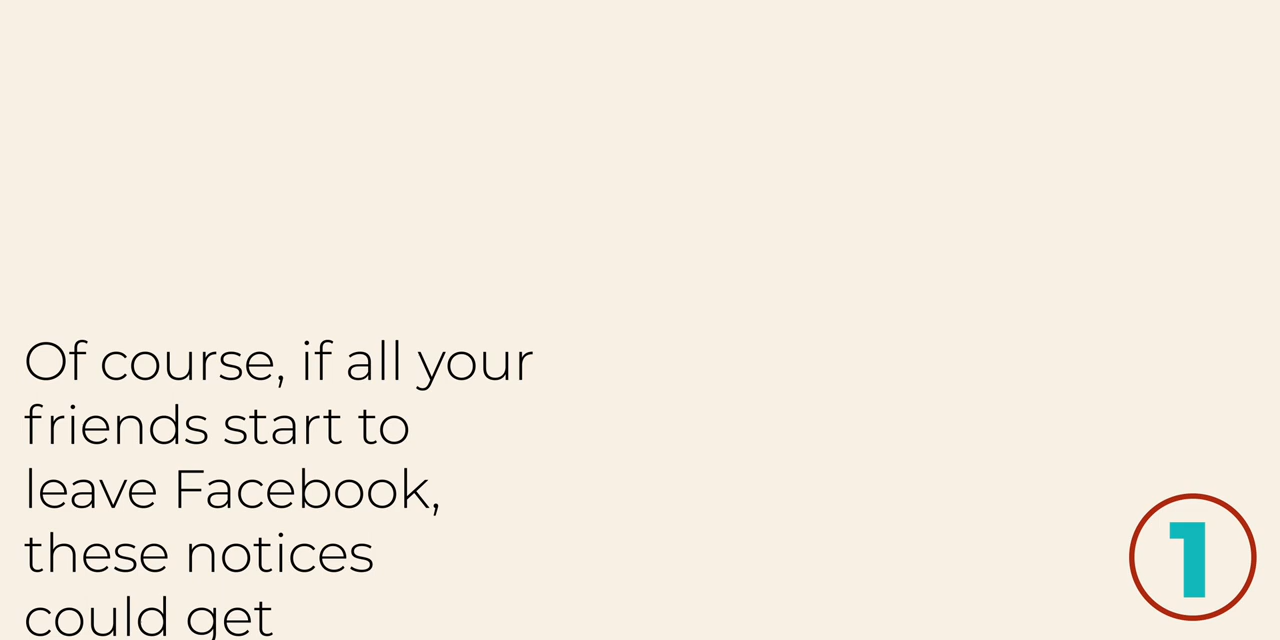 Of course, if all your
friends start to
leave Facebook,
these notices
could get
1